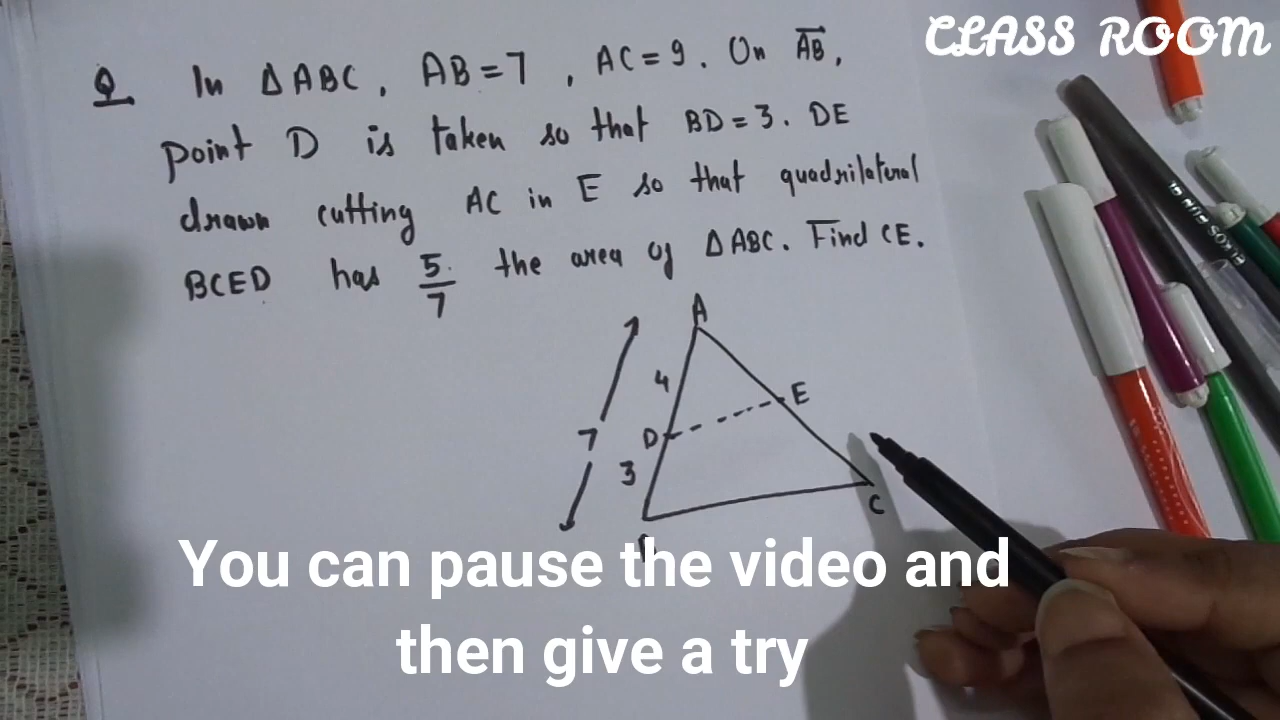 CLASS ROOM
Q In ΔABC, AB=7, AC=9. On AB,
point D is taken so that BD=3. DE
drawn cutting AC in E so that quadrilateral
BCED has 5/7 the area of ΔABC. Find CE.
A
4
E
7
D
3
C
You can pause the video and
then give a try